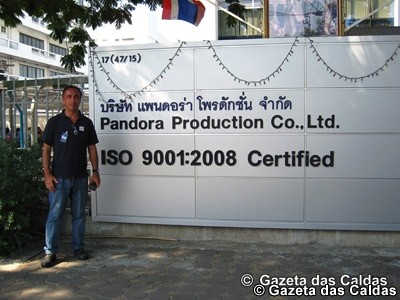 17 (47/15)
บริษัท แพนดอร่า โพรดักชั่น จำกัด
Pandora Production Co.,Ltd.
ISO 9001:2008 Certified
© Gazeta das Caldas
© Gazeta das Caldas